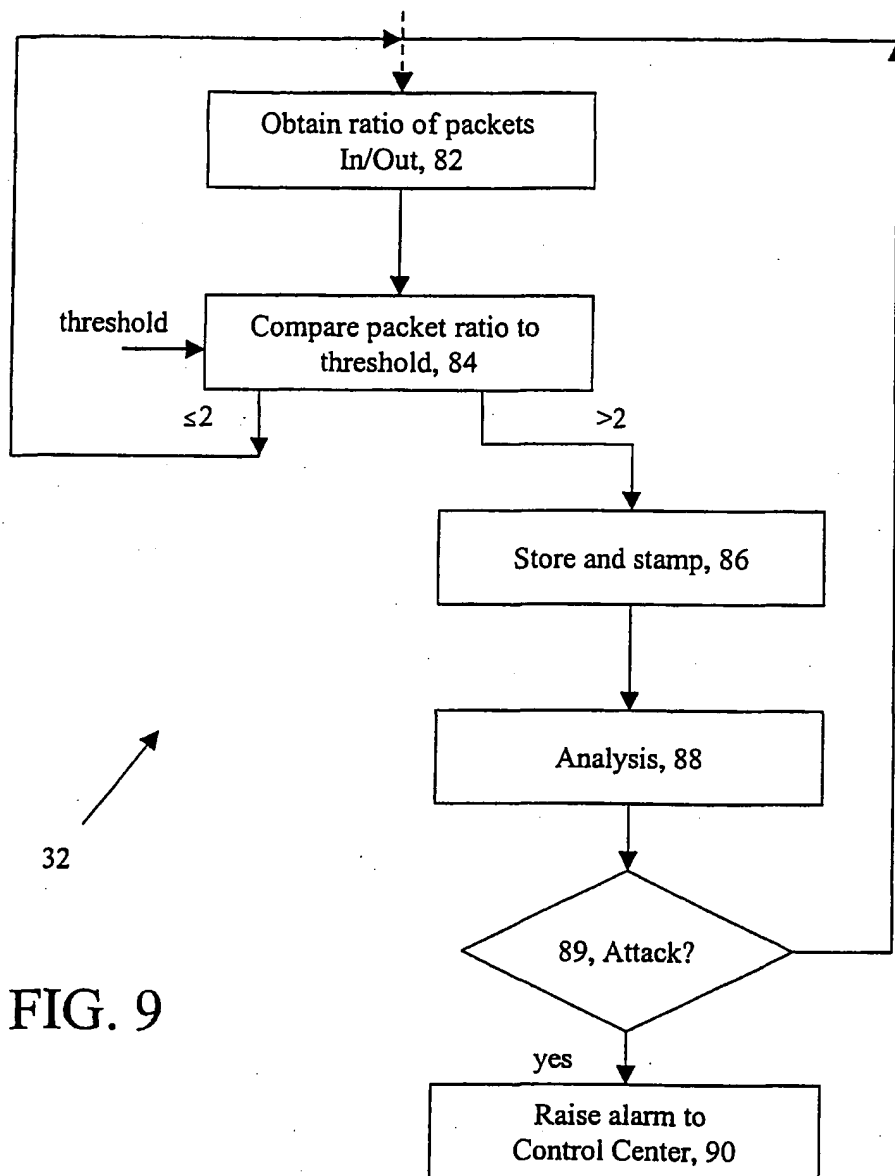 Obtain ratio of packets
In/Out, 82
threshold
Compare packet ratio to
threshold, 84
≤2
>2
Store and stamp, 86
Analysis, 88
32
89, Attack?
FIG. 9
yes
Raise alarm to
Control Center, 90